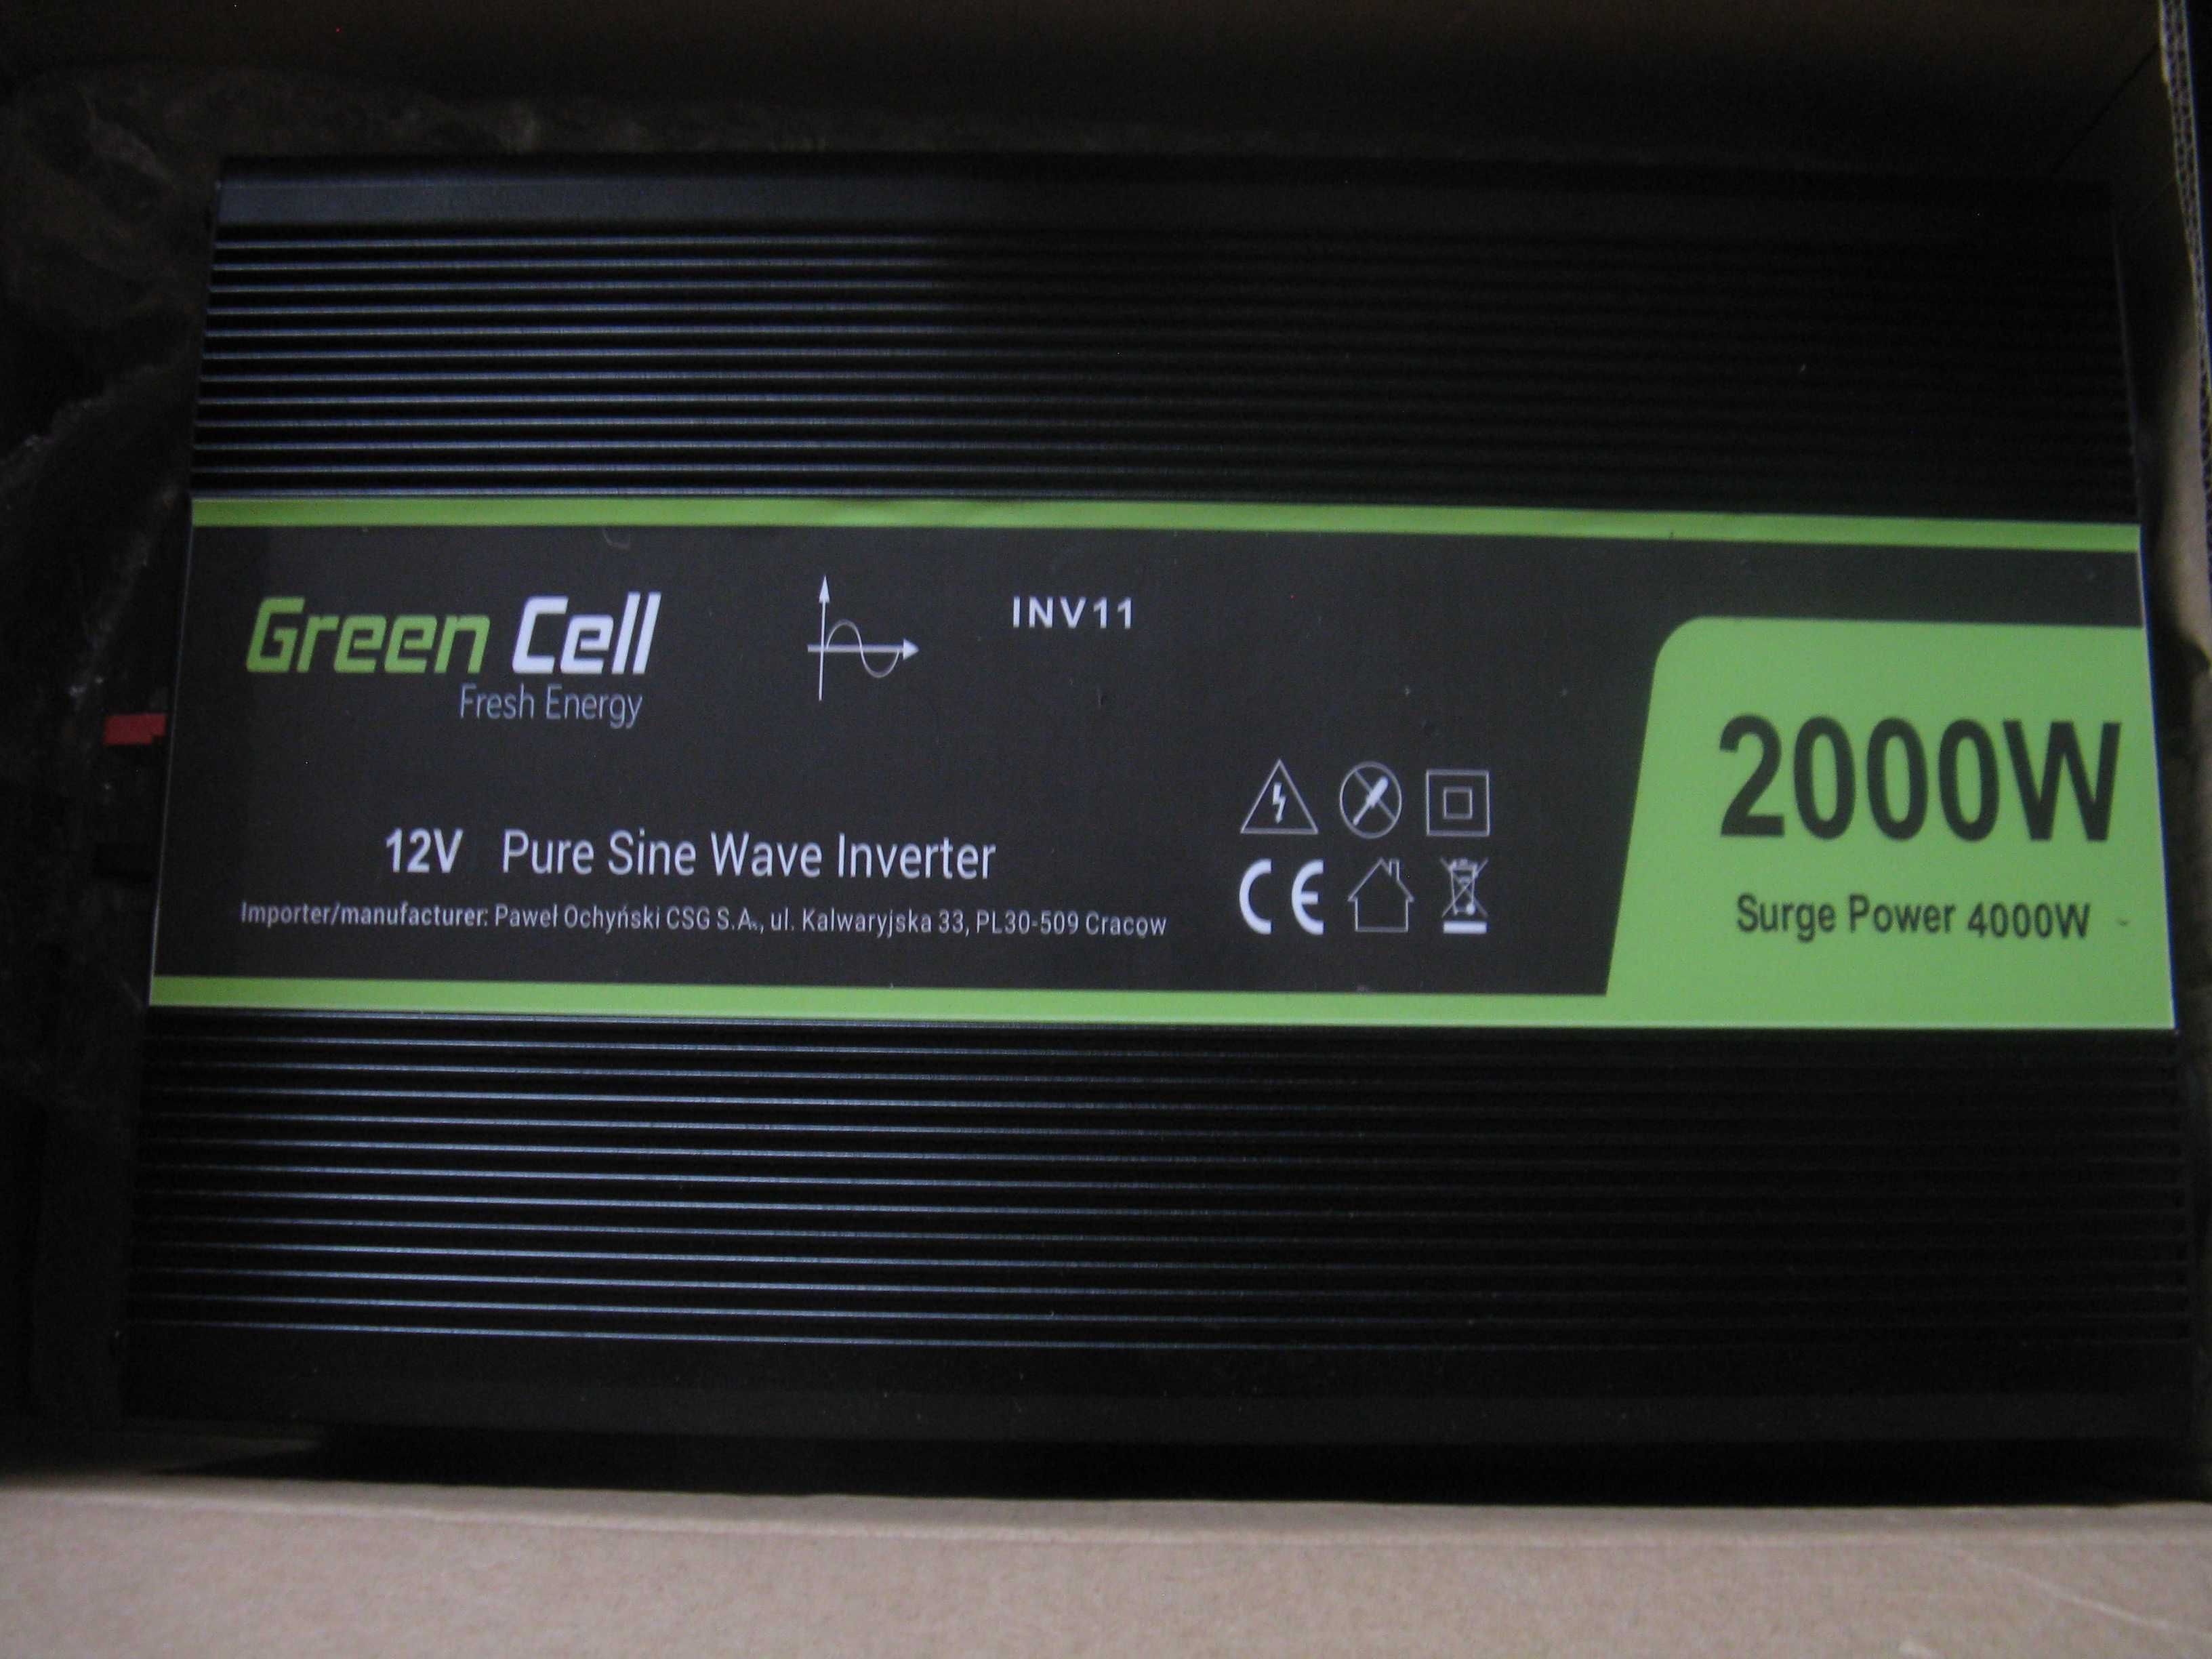 Green Cell
Fresh Energy
INV11
12V Pure Sine Wave Inverter
Importer/manufacturer: Paweł Ochyński CSG S.A., ul. Kalwaryjska 33, PL30-509 Cracow
CE
2000W
Surge Power 4000W